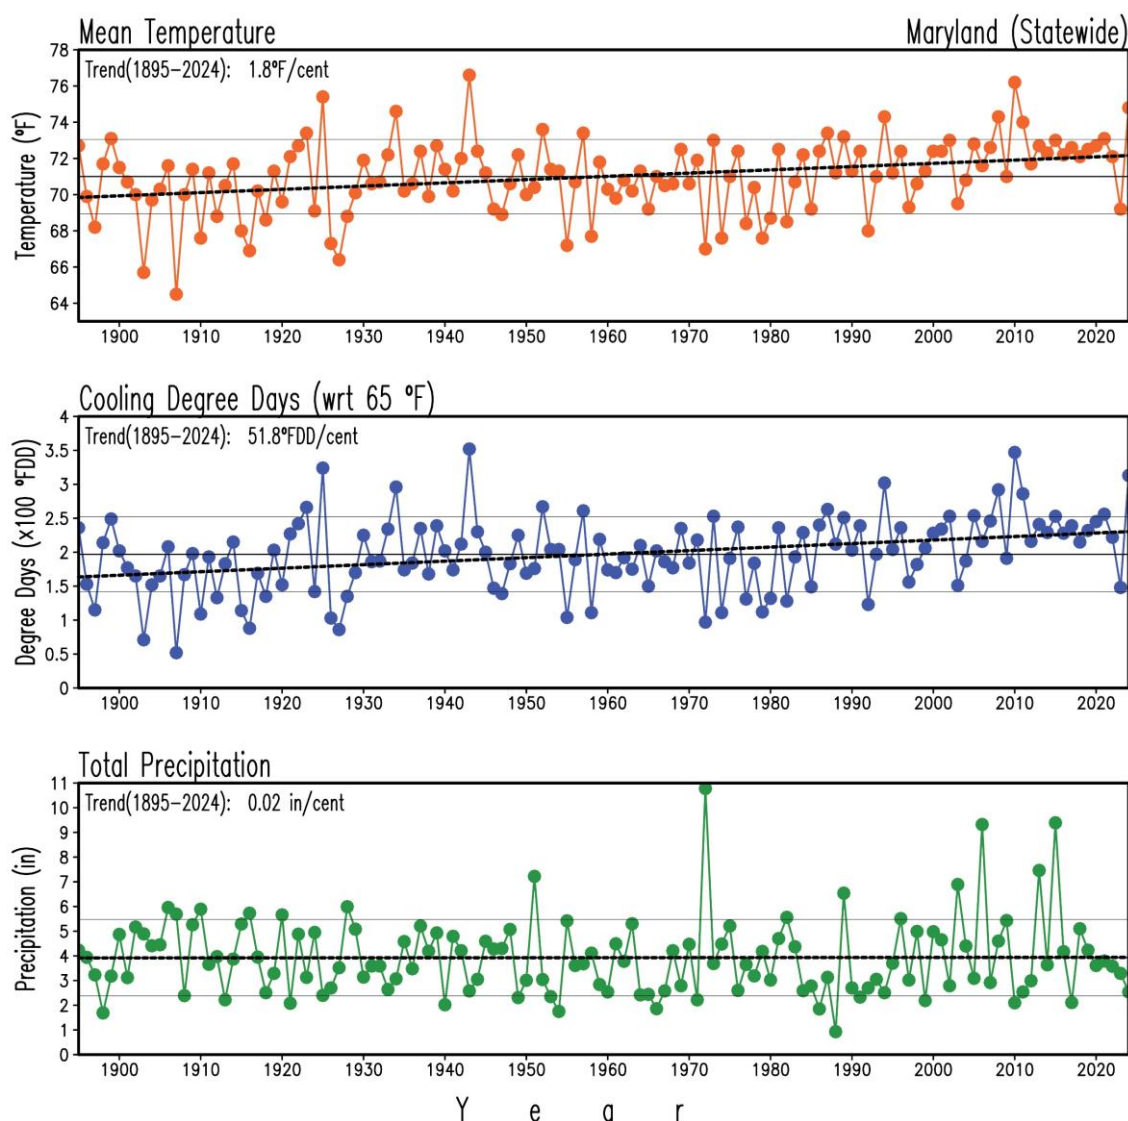 Mean Temperature
Maryland (Statewide)
Trend(1895-2024): 1.8°F/cent
Temperature (°F)
78
76
74
72
70
68
66
64
1900 1910 1920 1930 1940 1950 1960 1970 1980 1990 2000 2010 2020
Cooling Degree Days (wrt 65 °F)
Trend(1895-2024): 51.8°FDD/cent
Degree Days (x100 °FDD)
4
3.5
3
2.5
2
1.5
1
0.5
0
1900 1910 1920 1930 1940 1950 1960 1970 1980 1990 2000 2010 2020
Total Precipitation
Trend(1895-2024): 0.02 in/cent
Precipitation (in)
11
10
9
8
7
6
5
4
3
2
1
0
1900 1910 1920 1930 1940 1950 1960 1970 1980 1990 2000 2010 2020
Y e a r